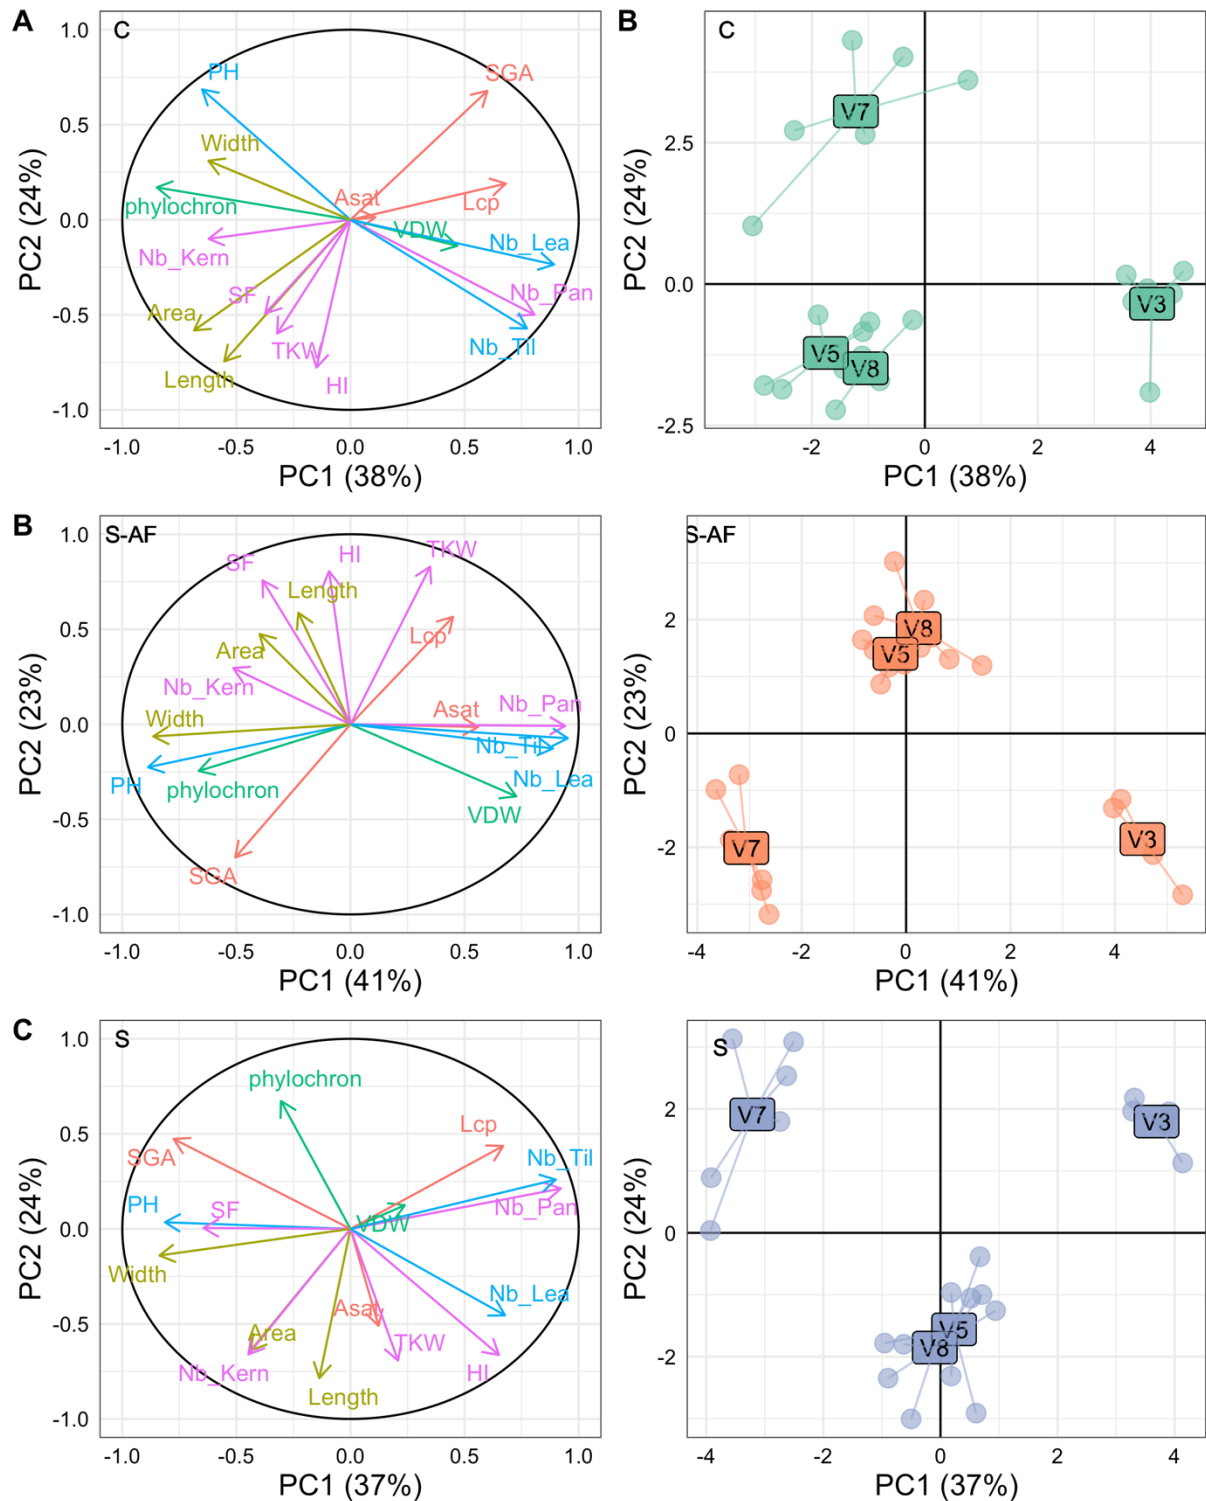 A
B
C
1.0
0.5
0.0
-0.5
-1.0
PC2 (24%)
PH
SGA
Width
Asat
Lcp
phylochron
VDW
Nb_Lea
Nb_Kern
Nb_Pan
SF
Area
TKW
Nb_Til
Length
HI
-1.0 -0.5 0.0 0.5 1.0
PC1 (38%)
C
2.5
0.0
-2.5
PC2 (24%)
V7
V3
V5
V8
-2 0 2 4
PC1 (38%)
B
S-AF
1.0
0.5
0.0
-0.5
-1.0
PC2 (23%)
SF
HI
TKW
Length
Lcp
Area
Nb_Kern
Asat
Nb_Pan
Width
Nb_Til
PH
phylochron
Nb_Lea
VDW
SGA
-1.0 -0.5 0.0 0.5 1.0
PC1 (41%)
S-AF
2
0
-2
PC2 (23%)
V8
V5
V7
V3
-4 -2 0 2 4
PC1 (41%)
C
S
1.0
0.5
0.0
-0.5
-1.0
PC2 (24%)
phylochron
Lcp
SGA
Nb_Til
PH
SF
Nb_Pan
VDW
Width
Nb_Lea
Asat
Area
TKW
Nb_Kern
HI
Length
-1.0 -0.5 0.0 0.5 1.0
PC1 (37%)
S
2
0
-2
PC2 (24%)
V7
V3
V5
V8
-4 -2 0 2 4
PC1 (37%)